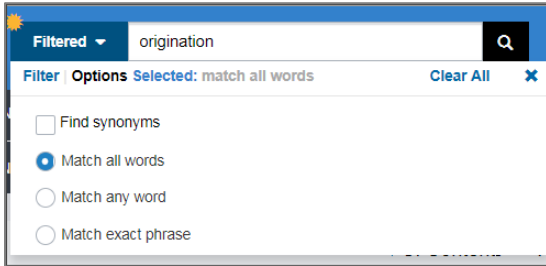 Filtered origination
Filter | Options Selected: match all words Clear All ✖
Find synonyms
Match all words
Match any word
Match exact phrase